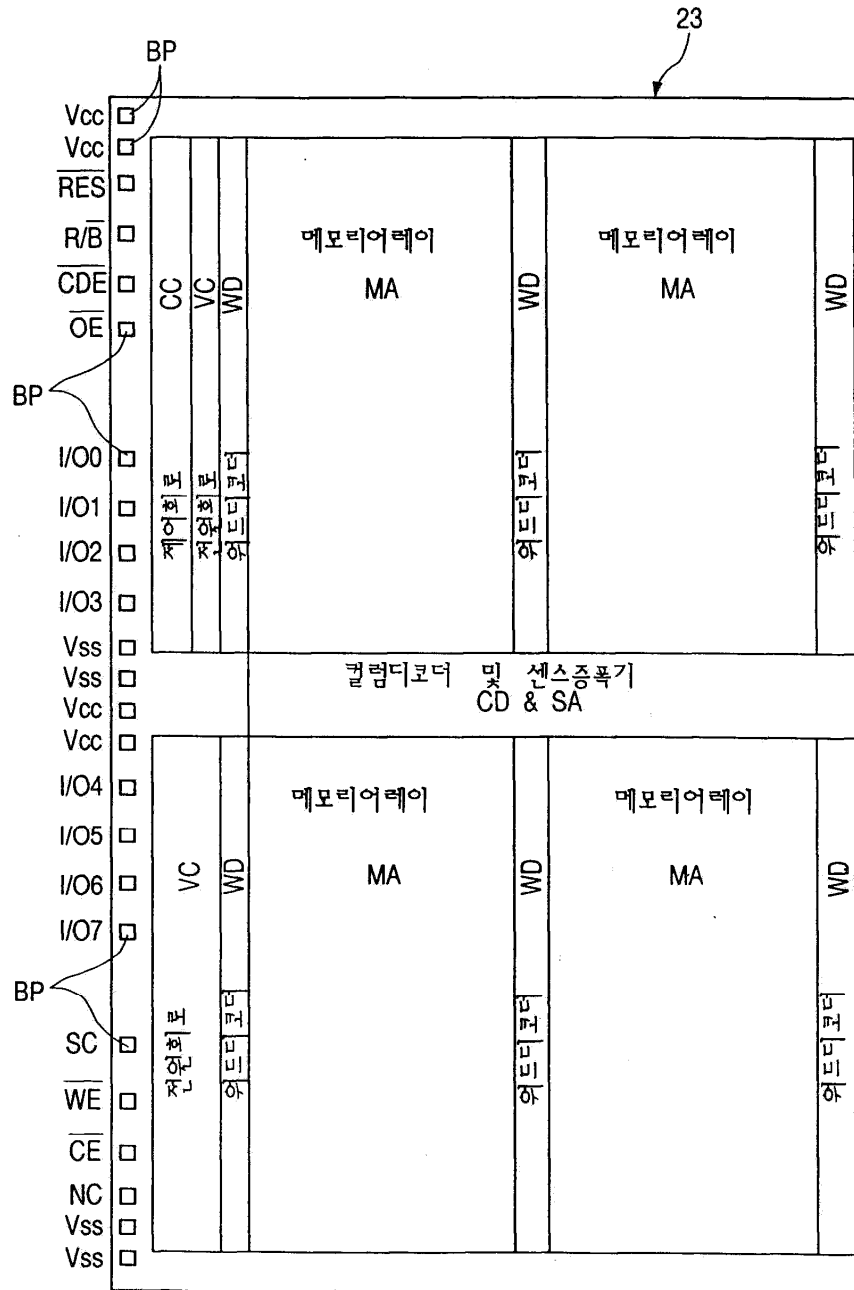 23
BP
Vcc
Vcc
R̅E̅S̅
R/B̅
C̅D̅E̅
O̅E̅
BP
I/O0
I/O1
I/O2
I/O3
Vss
Vss
Vcc
Vcc
I/O4
I/O5
I/O6
I/O7
BP
SC
W̅E̅
C̅E̅
NC
Vss
Vss
CC
제어회로
VC
전원회로
WD
워드디코더
메모리어레이
MA
WD
워드디코더
메모리어레이
MA
WD
워드디코더
컬럼디코더 및 센스증폭기
CD & SA
VC
전원회로
WD
워드디코더
메모리어레이
MA
WD
워드디코더
메모리어레이
MA
WD
워드디코더